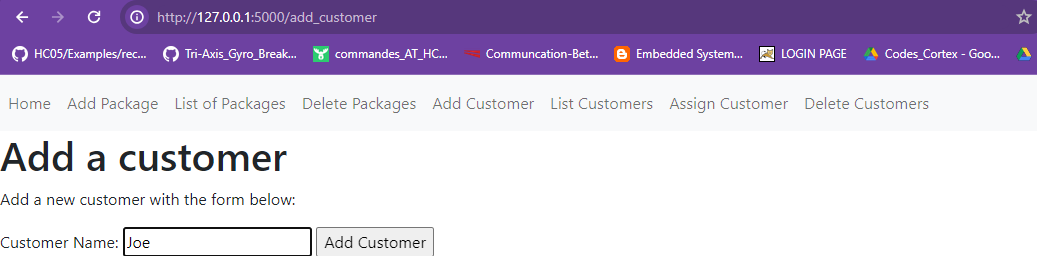 http://127.0.0.1:5000/add_customer
HC05/Examples/rec... Tri-Axis_Gyro_Break... commandes_AT_HC... Communcation-Bet... Embedded System... LOGIN PAGE Codes_Cortex - Goo...
Home Add Package List of Packages Delete Packages Add Customer List Customers Assign Customer Delete Customers
Add a customer
Add a new customer with the form below:
Customer Name: Joe Add Customer